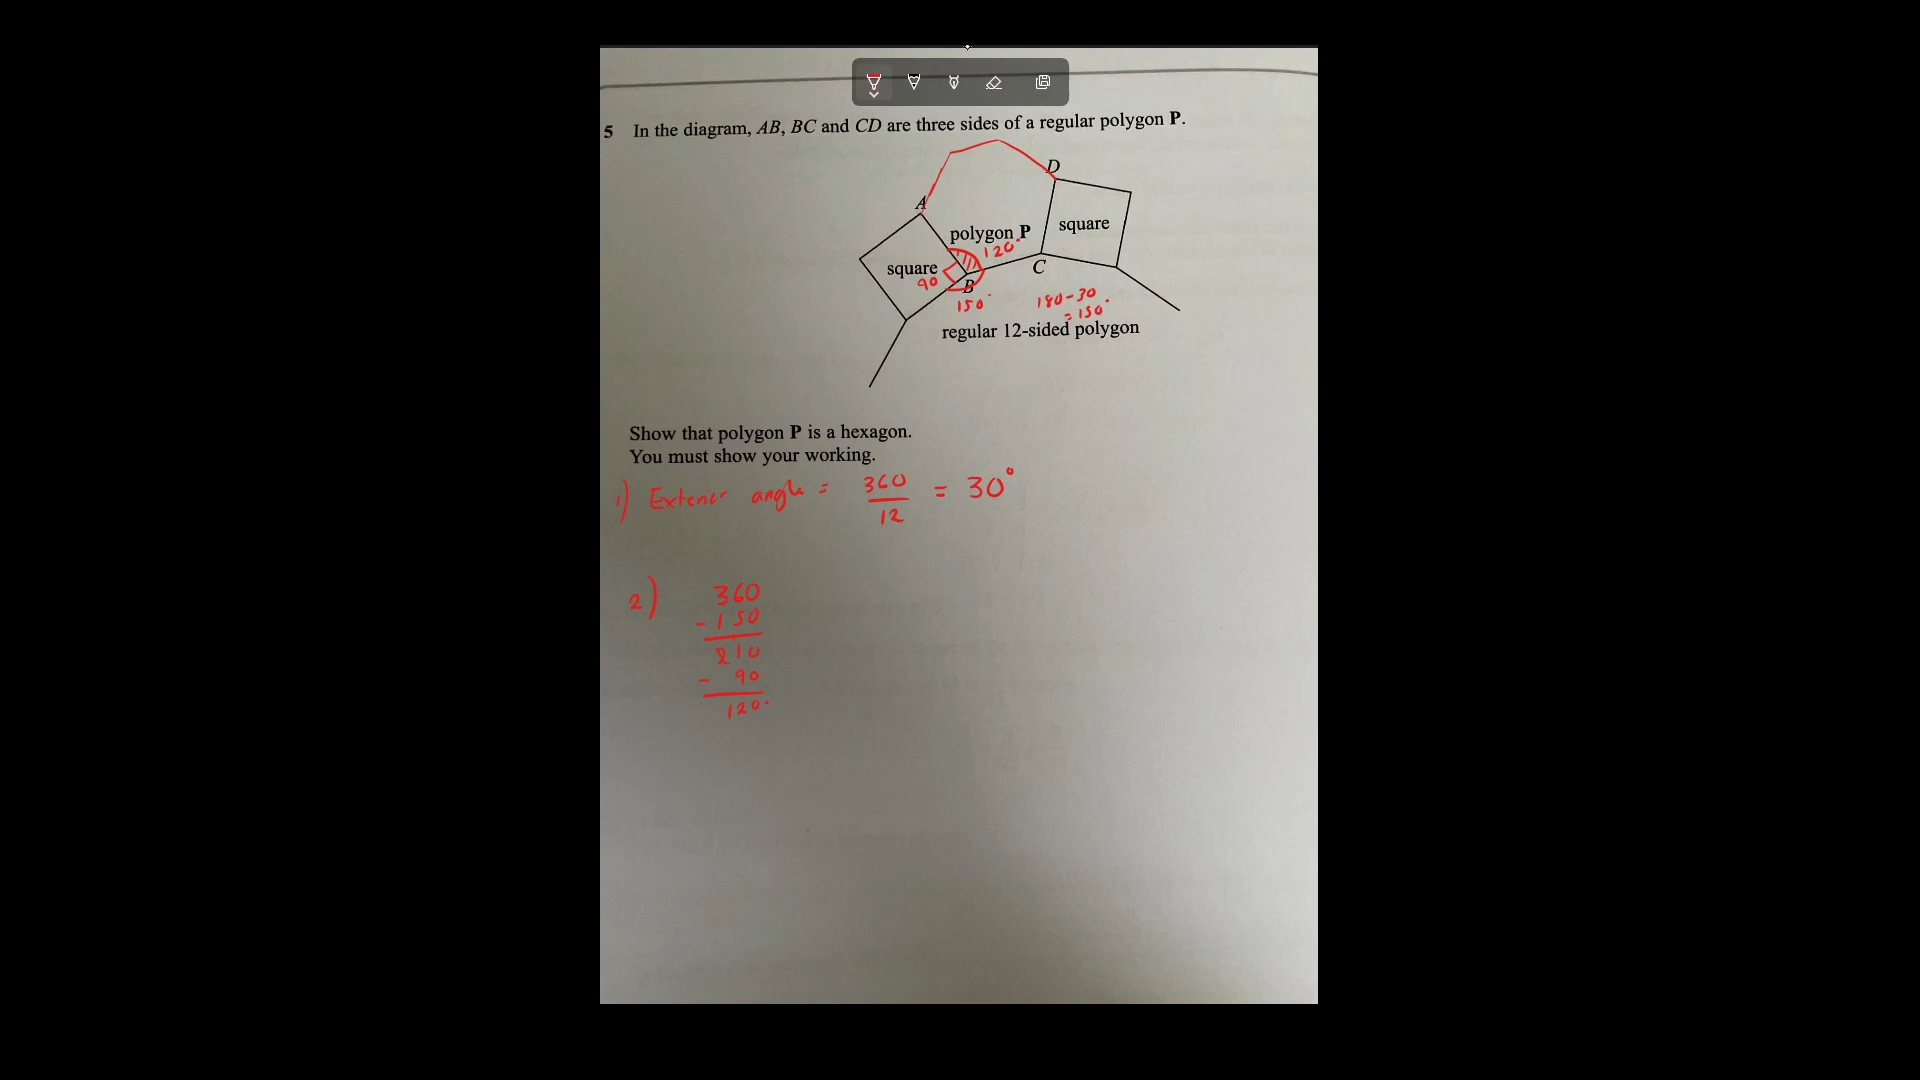 5 In the diagram, AB, BC and CD are three sides of a regular polygon P.
D
A
polygon P
square
120°
square
90
B
C
150°
180-30
= 150°
regular 12-sided polygon
Show that polygon P is a hexagon.
You must show your working.
1) Exterior angle = 360/12 = 30°
2) 360
- 150
210
- 90
120°